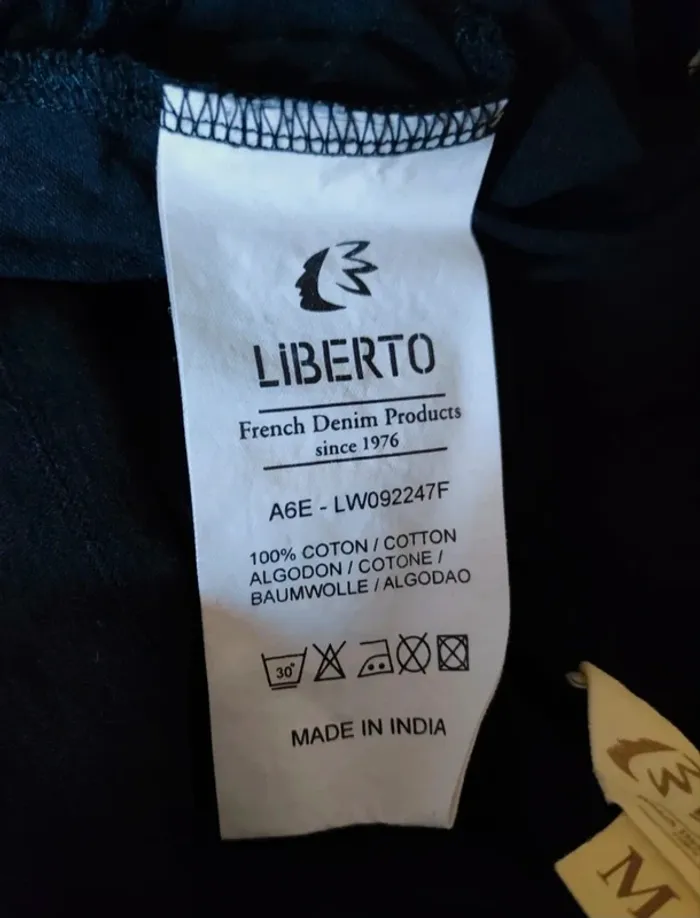 LiBERTO
French Denim Products
since 1976
A6E - LW092247F
100% COTON / COTTON
ALGODON / COTONE /
BAUMWOLLE / ALGODAO
30°
MADE IN INDIA
M